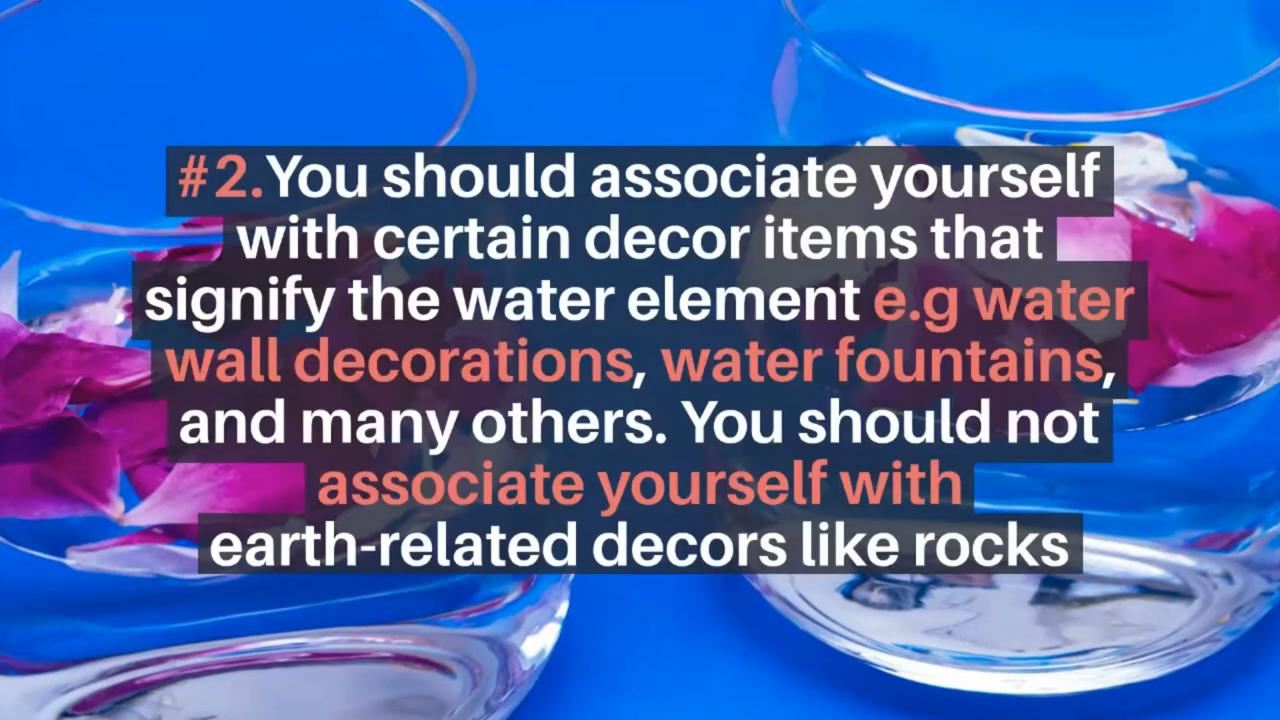 #2.You should associate yourself
with certain decor items that
signify the water element e.g water
wall decorations, water fountains,
and many others. You should not
associate yourself with
earth-related decors like rocks